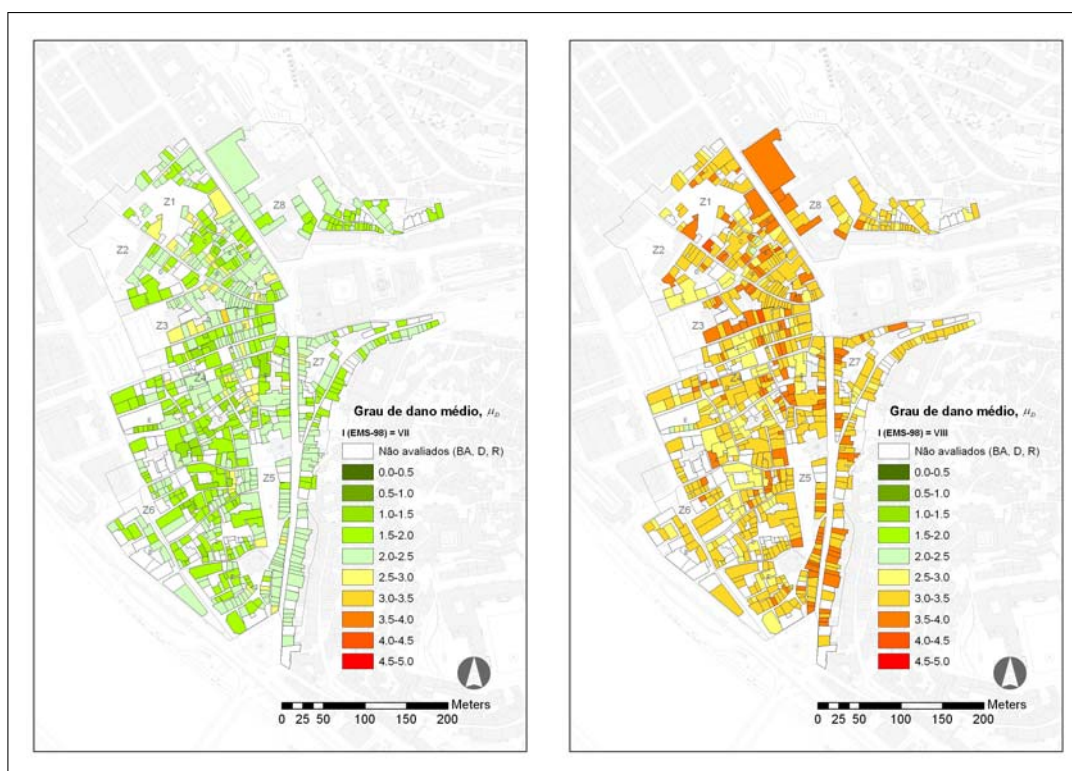 Z1
Z8
Z2
Z3
Z7
Z4
Grau de dano médio, μD
I (EMS-98) = VII
Não avaliados (BA, D, R)
0.0-0.5
0.5-1.0
1.0-1.5
1.5-2.0
2.0-2.5
2.5-3.0
3.0-3.5
3.5-4.0
4.0-4.5
4.5-5.0
Z5
Z6
Meters
0 25 50 100 150 200
Z1
Z8
Z2
Z3
Z7
Z4
Grau de dano médio, μD
I (EMS-98) = VIII
Não avaliados (BA, D, R)
0.0-0.5
0.5-1.0
1.0-1.5
1.5-2.0
2.0-2.5
2.5-3.0
3.0-3.5
3.5-4.0
4.0-4.5
4.5-5.0
Z5
Z6
Meters
0 25 50 100 150 200